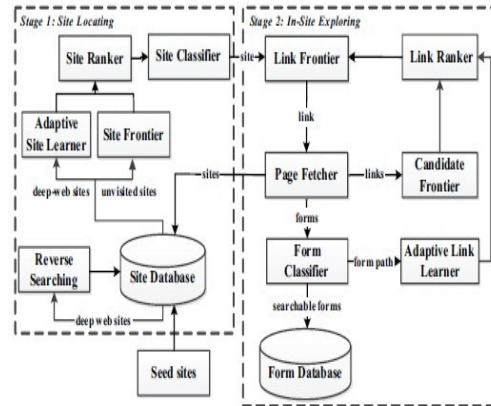 Stage 1: Site Locating
Stage 2: In-Site Exploring
Site Ranker
Site Classifier
site
Link Frontier
Link Ranker
link
Adaptive
Site Learner
Site Frontier
deep-web sites
unvisited sites
sites
Page Fetcher
links
Candidate
Frontier
forms
Reverse
Searching
Site Database
Form
Classifier
form path
Adaptive Link
Learner
deep web sites
searchable forms
Seed sites
Form Database